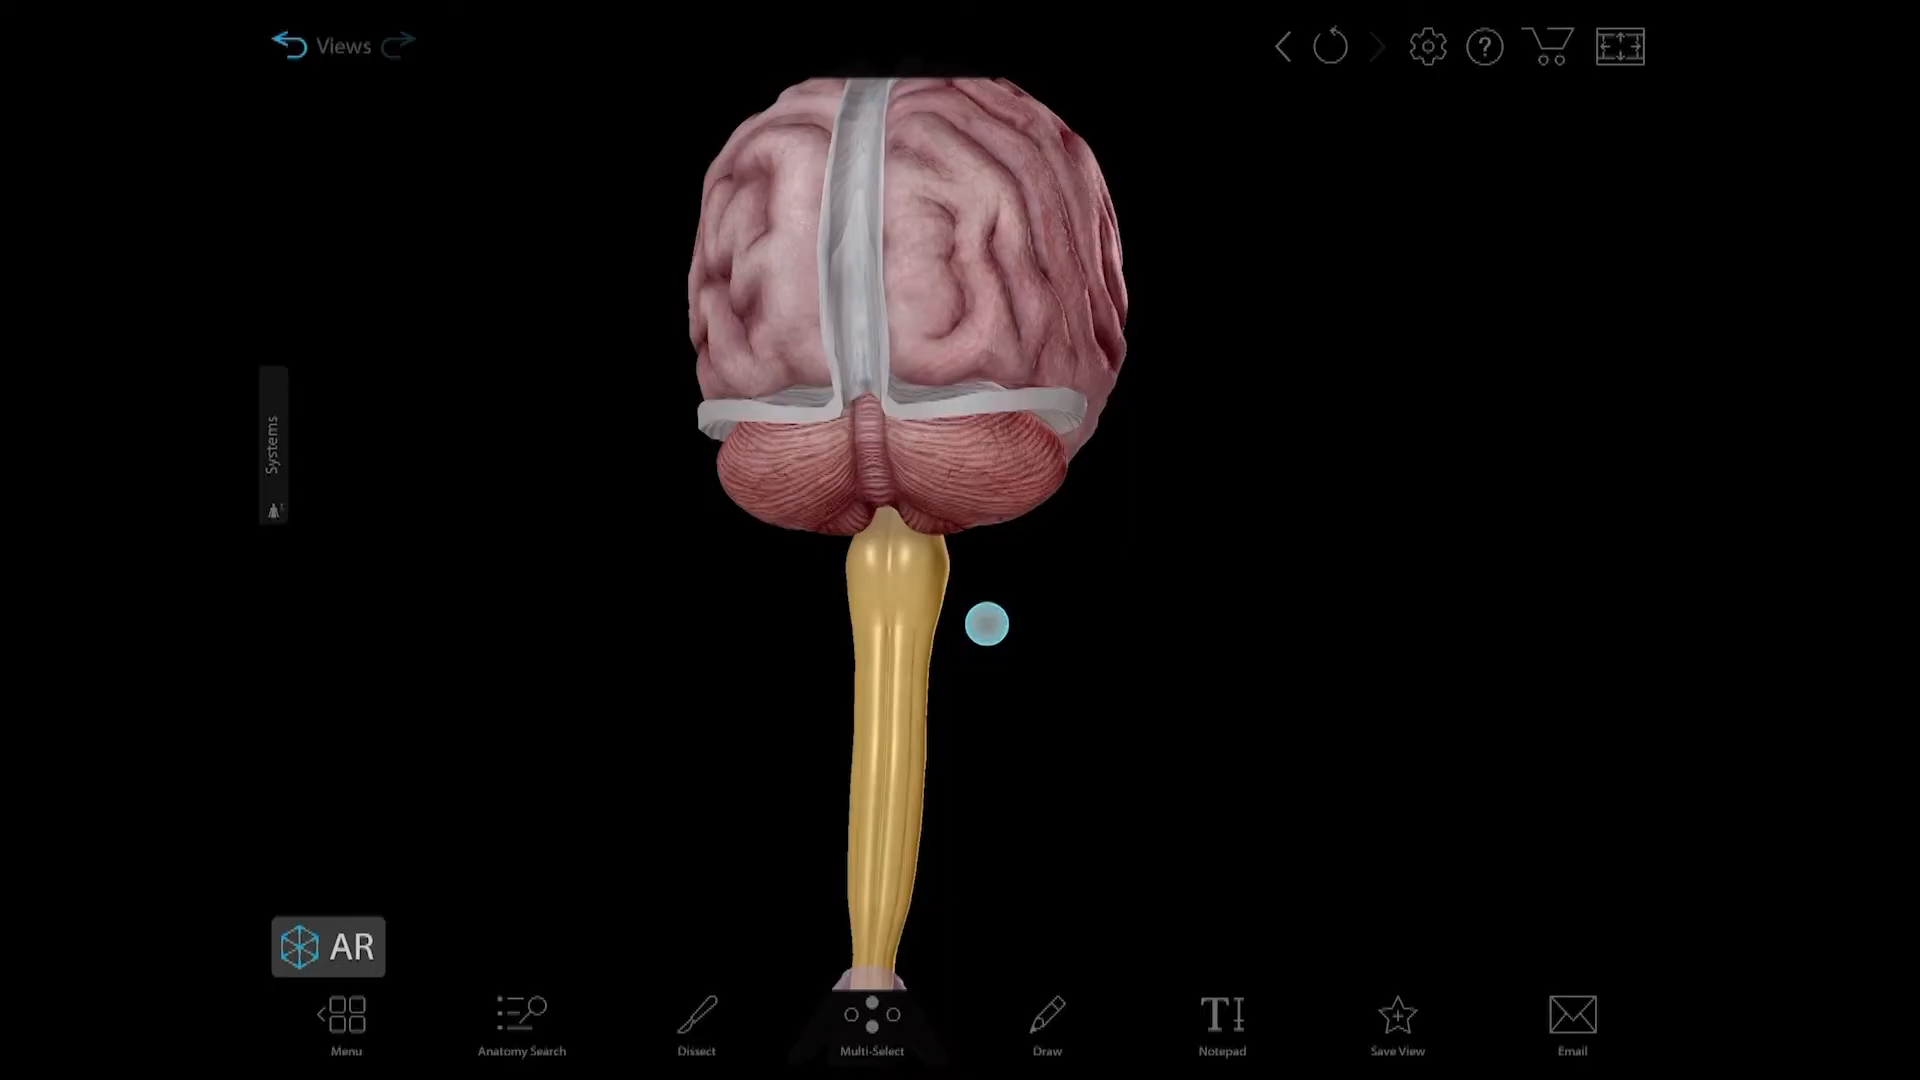 Views
?
Systems
AR
Menu
Anatomy Search
Dissect
Multi-Select
Draw
Notepad
Save View
Email